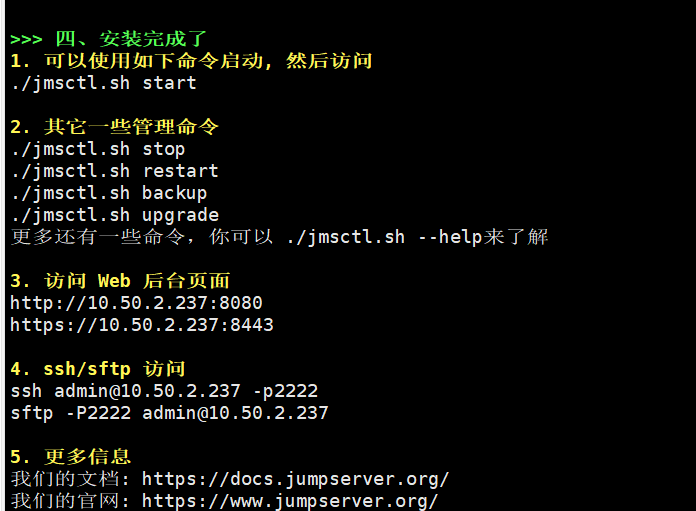 >>> 四、安装完成了
1. 可以使用如下命令启动, 然后访问
./jmsctl.sh start
2. 其它一些管理命令
./jmsctl.sh stop
./jmsctl.sh restart
./jmsctl.sh backup
./jmsctl.sh upgrade
更多还有一些命令, 你可以 ./jmsctl.sh --help来了解
3. 访问 Web 后台页面
http://10.50.2.237:8080
https://10.50.2.237:8443
4. ssh/sftp 访问
ssh admin@10.50.2.237 -p2222
sftp -P2222 admin@10.50.2.237
5. 更多信息
我们的文档: https://docs.jumpserver.org/
我们的官网: https://www.jumpserver.org/